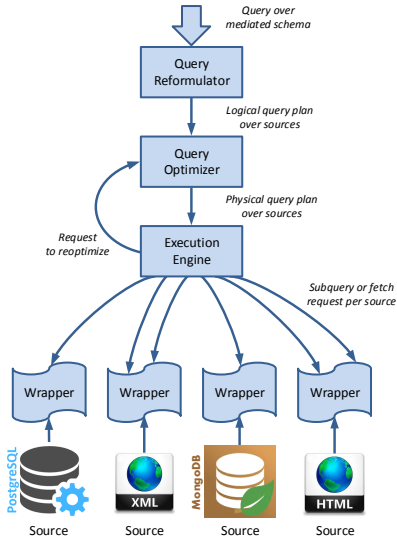 Query over
mediated schema
Query
Reformulator
Logical query plan
over sources
Query
Optimizer
Physical query plan
over sources
Request
to reoptimize
Execution
Engine
Subquery or fetch
request per source
Wrapper
Wrapper
Wrapper
Wrapper
PostgreSQL
XML
MongoDB
HTML
Source
Source
Source
Source